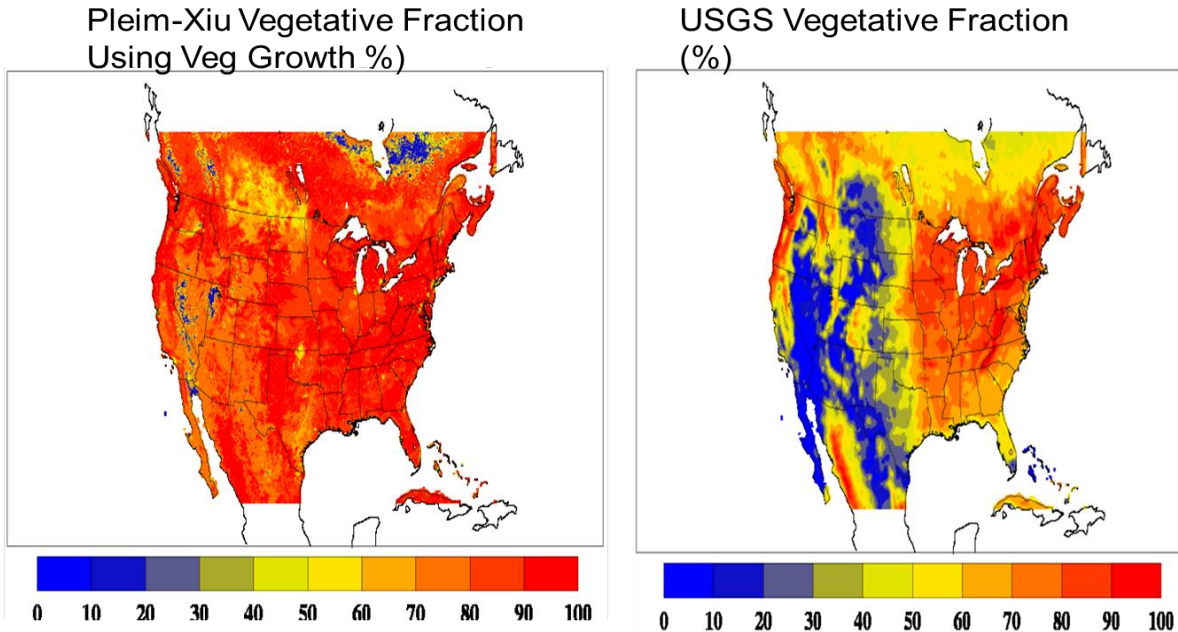 Pleim-Xiu Vegetative Fraction
Using Veg Growth %)
USGS Vegetative Fraction
(%)
0 10 20 30 40 50 60 70 80 90 100
0 10 20 30 40 50 60 70 80 90 100